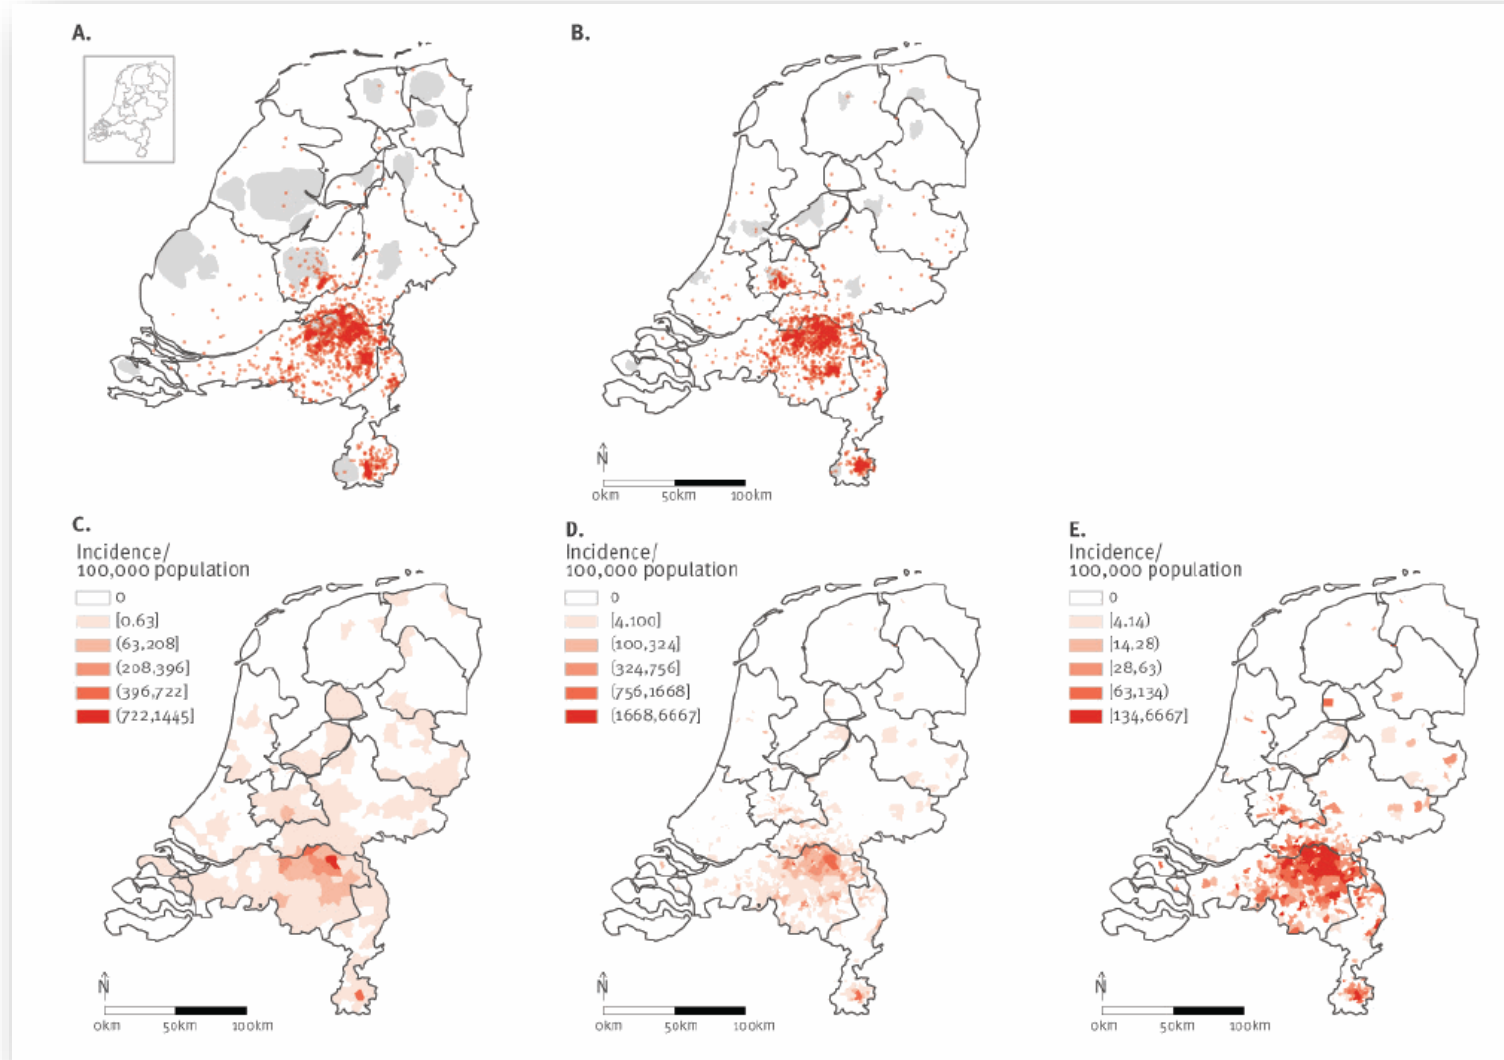 A.
B.
N
0km 50km 100km
C.
Incidence/
100,000 population
0
[0,63]
(63,208]
(208,396]
(396,722]
(722,1445]
N
0km 50km 100km
D.
Incidence/
100,000 population
0
[4,100]
(100,324]
(324,756]
(756,1668]
(1668,6667]
N
0km 50km 100km
E.
Incidence/
100,000 population
0
[4,14)
[14,28)
[28,63)
[63,134)
[134,6667]
N
0km 50km 100km